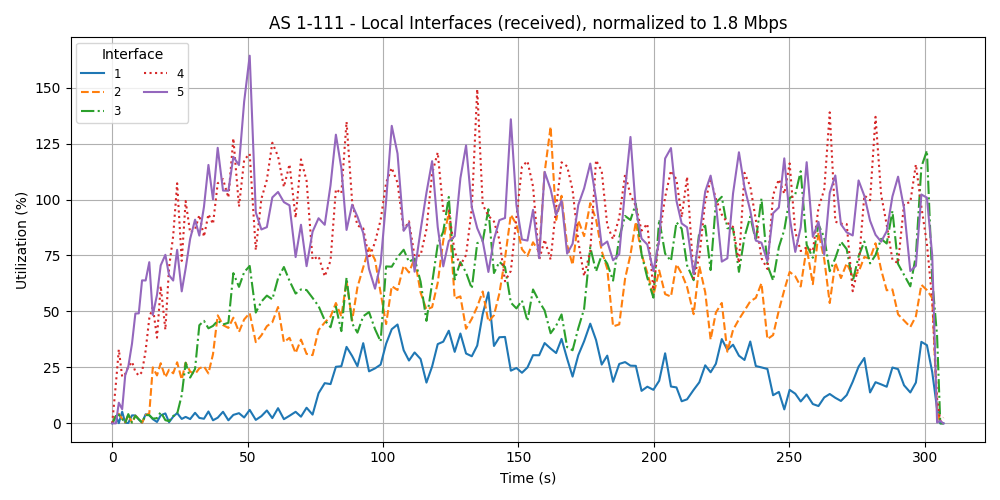 AS 1-111 - Local Interfaces (received), normalized to 1.8 Mbps
Interface
1 4
2 5
3
Utilization (%)
150
125
100
75
50
25
0
0 50 100 150 200 250 300
Time (s)